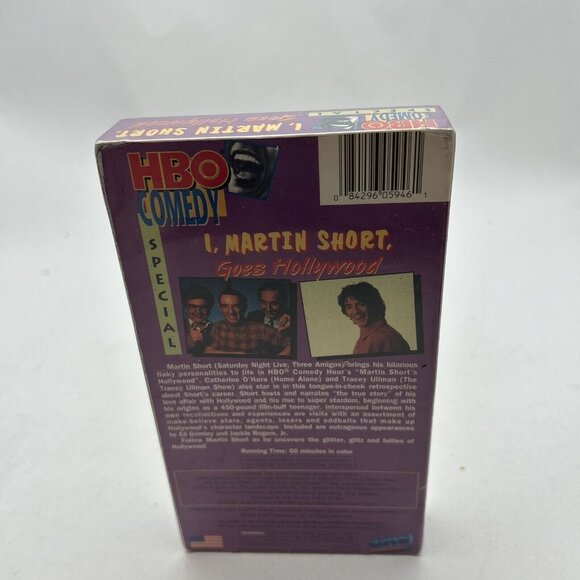 I, MARTIN SHORT,
Goes Hollywood
HBO
COMEDY
SPECIAL
HBO
COMEDY
SPECIAL
0 84296 05946 1
I, MARTIN SHORT,
Goes Hollywood
Martin Short (Saturday Night Live, Three Amigos) brings his hilarious
flaky personalities to life in HBO® Comedy Hour's "Martin Short's
Hollywood". Catherine O'Hara (Home Alone) and Tracey Ullman (The
Tracey Ullman Show) also star in this tongue-in-cheek retrospective
about Short's career. Short hosts and narrates "the true story" of his
love affair with Hollywood and his rise to super stardom, beginning with
his origins as a 450-pound film-buff teenager. Interspersed between his
own recollections and experiences are visits with an assortment of
make-believe stars, agents, losers and oddballs that make up
Hollywood's character landscape. Included are outrageous appearances
by Ed Grimley and Jackie Rogers, Jr.
Follow Martin Short as he uncovers the glitter, glitz and follies of
Hollywood!
Running Time: 60 minutes in color